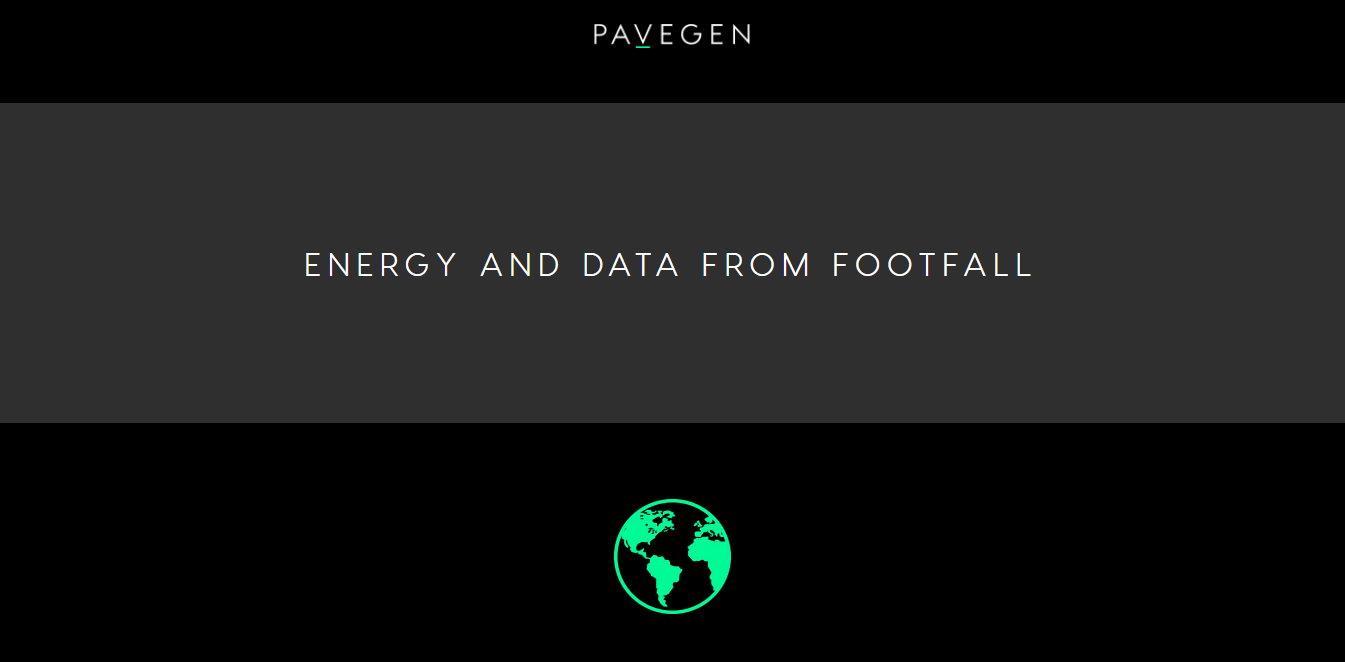 PAVEGEN
ENERGY AND DATA FROM FOOTFALL